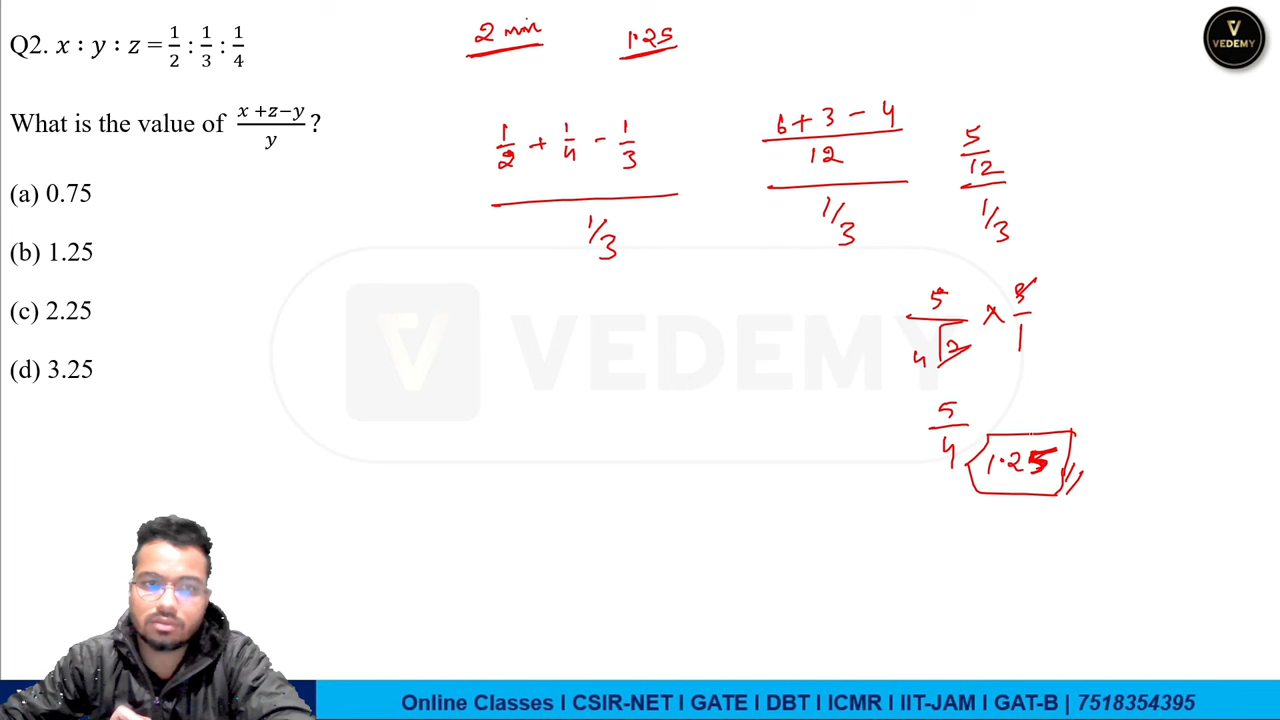 Q2. x : y : z = 1/2 : 1/3 : 1/4
What is the value of (x +z−y)/y ?
(a) 0.75
(b) 1.25
(c) 2.25
(d) 3.25
2 min
1.25
1/2 + 1/4 - 1/3
1/3
6 + 3 - 4
12
1/3
5
12
1/3
5
4 12 × 3/1
5
4
1.25
VEDEMY
VEDEMY
Online Classes I CSIR-NET I GATE I DBT I ICMR I IIT-JAM I GAT-B I 7518354395